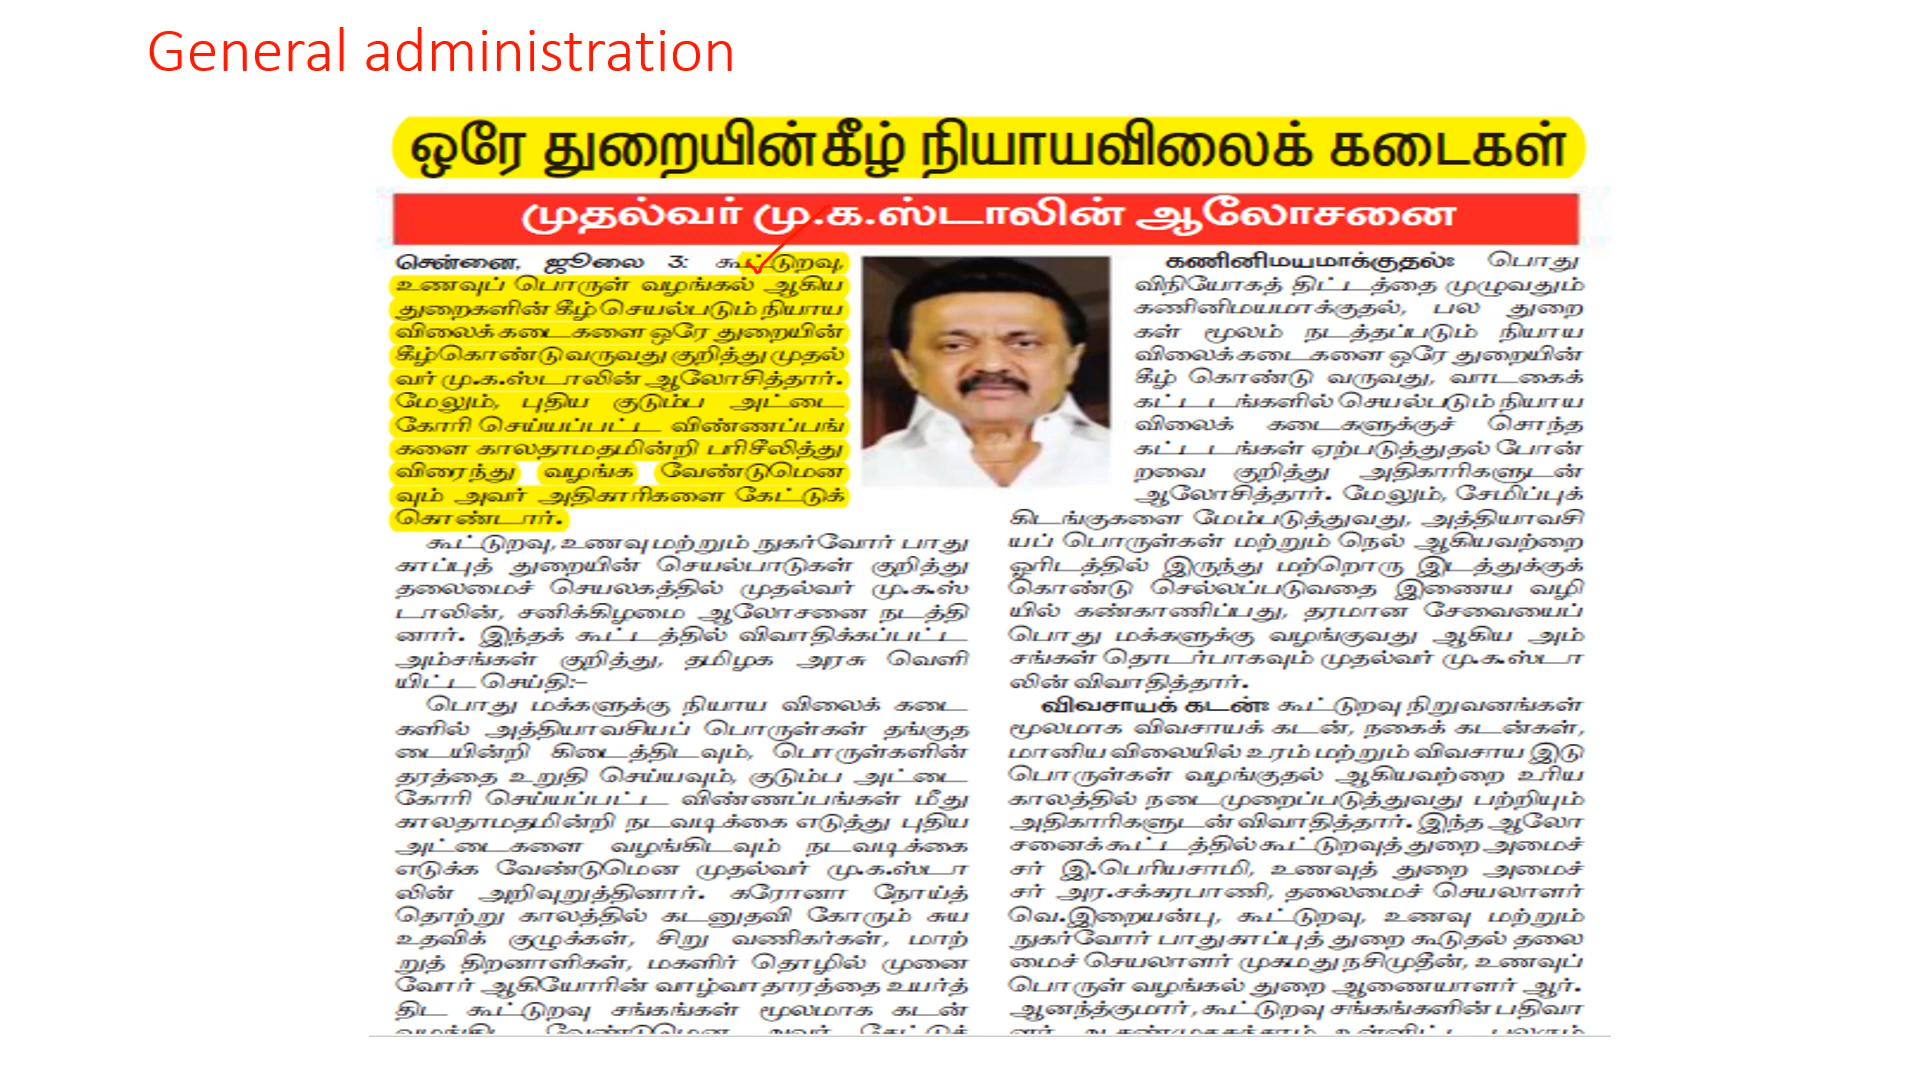 General administration
ஒரே துறையின்கீழ் நியாயவிலைக் கடைகள்
முதல்வர் மு.க.ஸ்டாலின் ஆலோசனை
சென்னை, ஜூலை 3: கூட்டுறவு,
உணவுப் பொருள் வழங்கல் ஆகிய
துறைகளின் கீழ் செயல்படும் நியாய
விலைக் கடைகளை ஒரே துறையின்
கீழ்கொண்டுவருவது குறித்து முதல்
வர் மு.க.ஸ்டாலின் ஆலோசித்தார்.
மேலும், புதிய குடும்ப அட்டை
கோரி செய்யப்பட்ட விண்ணப்பங்
களை காலதாமதமின்றி பரிசீலித்து
விரைந்து வழங்க வேண்டுமென
வும் அவர் அதிகாரிகளை கேட்டுக்
கொண்டார்.
கூட்டுறவு, உணவு மற்றும் நுகர்வோர் பாது
காப்புத் துறையின் செயல்பாடுகள் குறித்து
தலைமைச் செயலகத்தில் முதல்வர் மு.க.ஸ்
டாலின், சனிக்கிழமை ஆலோசனை நடத்தி
னார். இந்தக் கூட்டத்தில் விவாதிக்கப்பட்ட
அம்சங்கள் குறித்து, தமிழக அரசு வெளி
யிட்ட செய்தி:-
பொது மக்களுக்கு நியாய விலைக் கடை
களில் அத்தியாவசியப் பொருள்கள் தங்குத
டையின்றி கிடைத்திடவும், பொருள்களின்
தரத்தை உறுதி செய்யவும், குடும்ப அட்டை
கோரி செய்யப்பட்ட விண்ணப்பங்கள் மீது
காலதாமதமின்றி நடவடிக்கை எடுத்து புதிய
அட்டைகளை வழங்கிடவும் நடவடிக்கை
எடுக்க வேண்டுமென முதல்வர் மு.க.ஸ்டா
லின் அறிவுறுத்தினார். கரோனா நோய்த்
தொற்று காலத்தில் கடனுதவி கோரும் சுய
உதவிக் குழுக்கள், சிறு வணிகர்கள், மாற்
றுத் திறனாளிகள், மகளிர் தொழில் முனை
வோர் ஆகியோரின் வாழ்வாதாரத்தை உயர்த்
திட கூட்டுறவு சங்கங்கள் மூலமாக கடன்
வழங்கிட வேண்டுமென அவர் கேட்டுக்
கணினிமயமாக்குதல்: பொது
விநியோகத் திட்டத்தை முழுவதும்
கணினிமயமாக்குதல், பல துறை
கள் மூலம் நடத்தப்படும் நியாய
விலைக்கடைகளை ஒரே துறையின்
கீழ் கொண்டு வருவது, வாடகைக்
கட்டடங்களில் செயல்படும் நியாய
விலைக் கடைகளுக்குச் சொந்த
கட்டடங்கள் ஏற்படுத்துதல் போன்
றவை குறித்து அதிகாரிகளுடன்
ஆலோசித்தார். மேலும், சேமிப்புக்
கிடங்குகளை மேம்படுத்துவது, அத்தியாவசி
யப் பொருள்கள் மற்றும் நெல் ஆகியவற்றை
ஓரிடத்தில் இருந்து மற்றொரு இடத்துக்குக்
கொண்டு செல்லப்படுவதை இணைய வழி
யில் கண்காணிப்பது, தரமான சேவையைப்
பொது மக்களுக்கு வழங்குவது ஆகிய அம்
சங்கள் தொடர்பாகவும் முதல்வர் மு.க.ஸ்டா
லின் விவாதித்தார்.
விவசாயக் கடன்: கூட்டுறவு நிறுவனங்கள்
மூலமாக விவசாயக் கடன், நகைக் கடன்கள்,
மானிய விலையில் உரம் மற்றும் விவசாய இடு
பொருள்கள் வழங்குதல் ஆகியவற்றை உரிய
காலத்தில் நடைமுறைப்படுத்துவது பற்றியும்
அதிகாரிகளுடன் விவாதித்தார். இந்த ஆலோ
சனைக் கூட்டத்தில் கூட்டுறவுத் துறை அமைச்
சர் இ.பெரியசாமி, உணவுத் துறை அமைச்
சர் அர.சக்கரபாணி, தலைமைச் செயலாளர்
வெ.இறையன்பு, கூட்டுறவு, உணவு மற்றும்
நுகர்வோர் பாதுகாப்புத் துறை கூடுதல் தலை
மைச் செயலாளர் முகமது நசிமுதீன், உணவுப்
பொருள் வழங்கல் துறை ஆணையாளர் ஆர்.
ஆனந்த்குமார், கூட்டுறவு சங்கங்களின் பதிவா
ளர் உள்ளிட்ட பலரும்